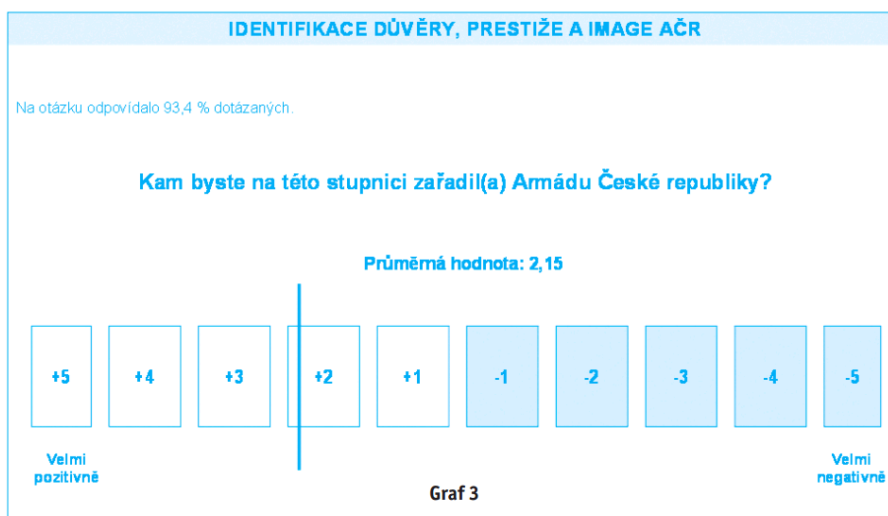 IDENTIFIKACE DŮVĚRY, PRESTIŽE A IMAGE AČR
Na otázku odpovídalo 93,4 % dotázaných.
Kam byste na této stupnici zařadil(a) Armádu České republiky?
Průměrná hodnota: 2,15
+5 +4 +3 +2 +1 -1 -2 -3 -4 -5
Velmi pozitivně
Velmi negativně
Graf 3